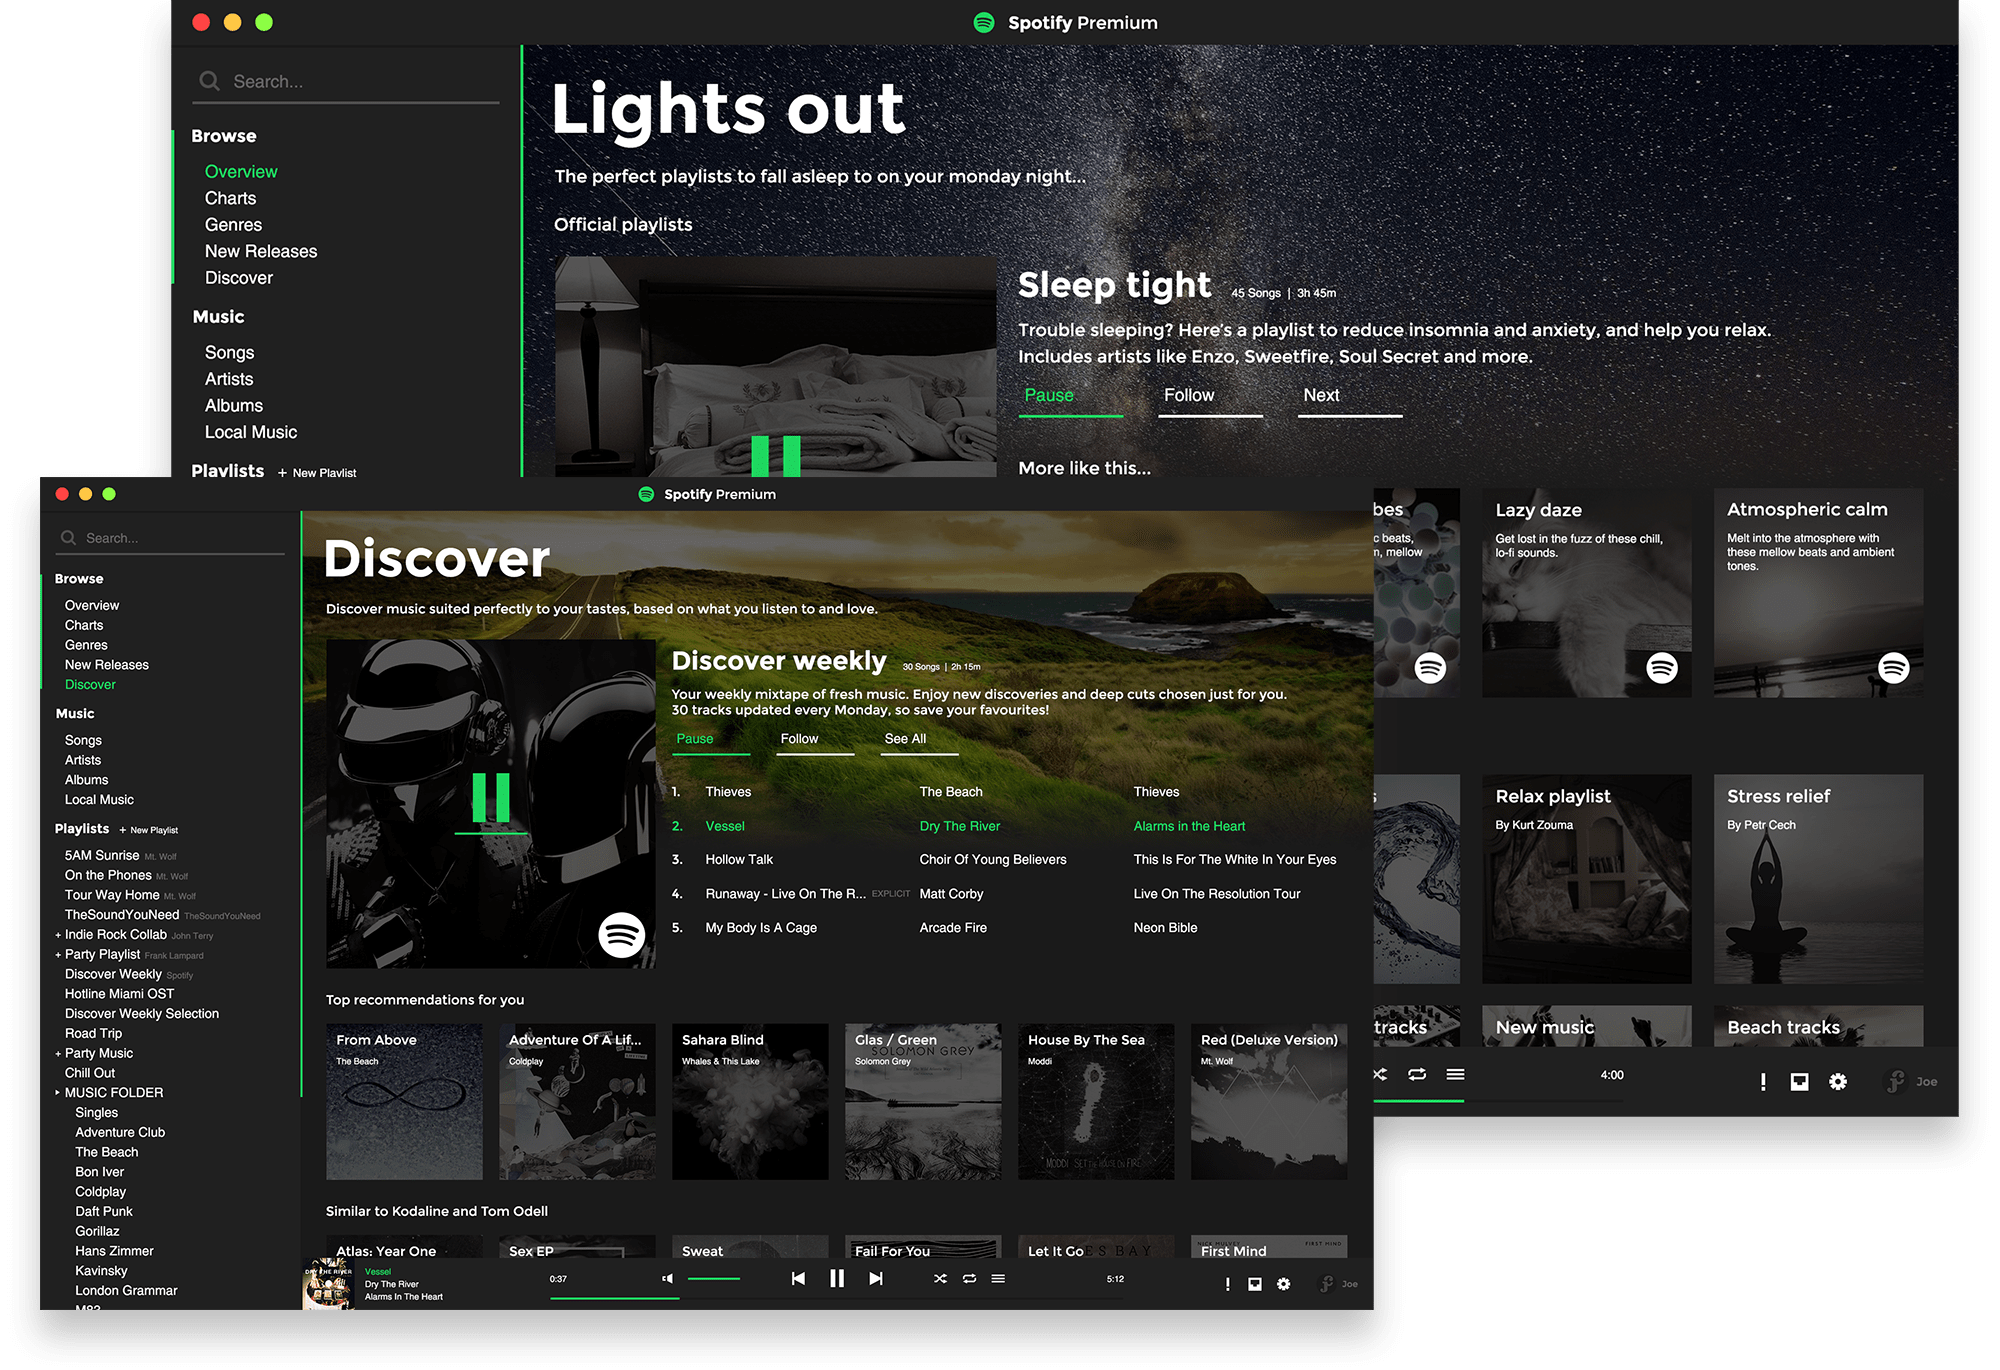 Spotify Premium
Search...
Browse
Overview
Charts
Genres
New Releases
Discover
Music
Songs
Artists
Albums
Local Music
Playlists + New Playlist
Lights out
The perfect playlists to fall asleep to on your monday night...
Official playlists
Sleep tight 45 Songs | 3h 45m
Trouble sleeping? Here's a playlist to reduce insomnia and anxiety, and help you relax.
Includes artists like Enzo, Sweetfire, Soul Secret and more.
Pause Follow Next
More like this...
Lazy daze
Get lost in the fuzz of these chill,
lo-fi sounds.
Atmospheric calm
Melt into the atmosphere with
these mellow beats and ambient
tones.
beats,
mellow
Relax playlist
By Kurt Zouma
Stress relief
By Petr Cech
tracks
New music
Beach tracks
4:00
Joe
Spotify Premium
Search...
Browse
Overview
Charts
Genres
New Releases
Discover
Music
Songs
Artists
Albums
Local Music
Playlists + New Playlist
5AM Sunrise Mt. Wolf
On the Phones Mt. Wolf
Tour Way Home Mt. Wolf
TheSoundYouNeed TheSoundYouNeed
+ Indie Rock Collab John Terry
+ Party Playlist Frank Lampard
Discover Weekly Spotify
Hotline Miami OST
Discover Weekly Selection
Road Trip
+ Party Music
Chill Out
MUSIC FOLDER
Singles
Adventure Club
The Beach
Bon Iver
Coldplay
Daft Punk
Gorillaz
Hans Zimmer
Kavinsky
London Grammar
M83
Discover
Discover music suited perfectly to your tastes, based on what you listen to and love.
Discover weekly 30 Songs | 2h 15m
Your weekly mixtape of fresh music. Enjoy new discoveries and deep cuts chosen just for you.
30 tracks updated every Monday, so save your favourites!
Pause Follow See All
1. Thieves The Beach Thieves
2. Vessel Dry The River Alarms in the Heart
3. Hollow Talk Choir Of Young Believers This Is For The White In Your Eyes
4. Runaway - Live On The R... EXPLICIT Matt Corby Live On The Resolution Tour
5. My Body Is A Cage Arcade Fire Neon Bible
Top recommendations for you
From Above
The Beach
Adventure Of A Lif...
Coldplay
Sahara Blind
Whales & This Lake
Glas / Green
SOLOMON GREY
Solomon Grey
House By The Sea
Moddi
MODDI SET THE HOUSE ON FIRE
Red (Deluxe Version)
Mt. Wolf
Similar to Kodaline and Tom Odell
Atlas: Year One
Sex EP
Sweat
Fail For You
Let It Go
NICK MULVEY FIRST MIND
First Mind
DRY THE RIVER
Vessel
Dry The River
Alarms In The Heart
0:37
5:12
Joe